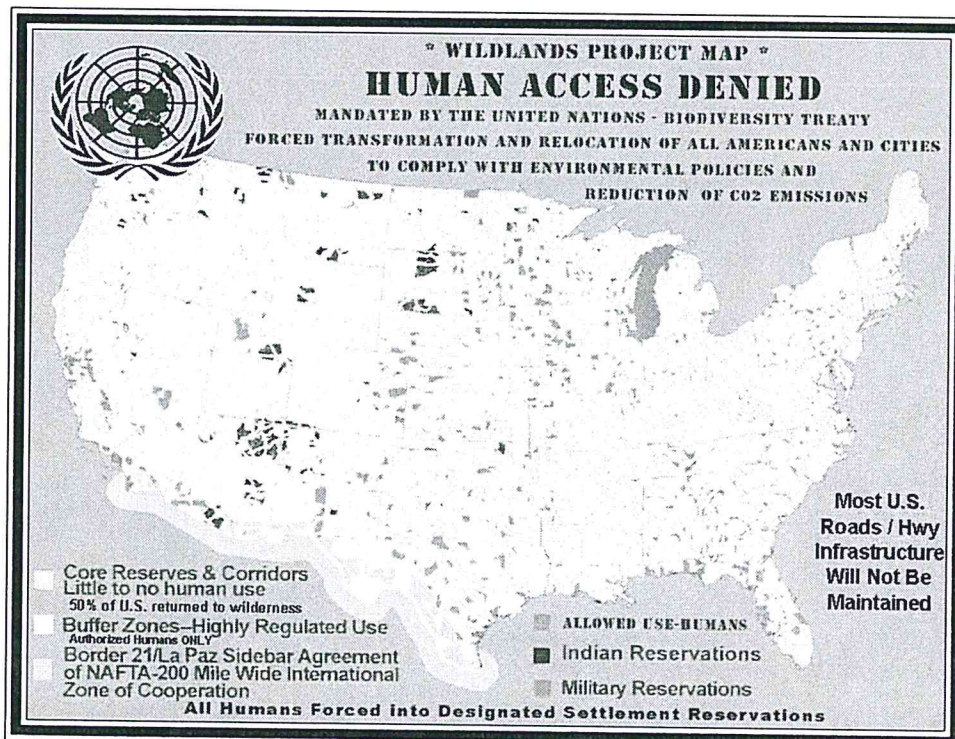 * WILDLANDS PROJECT MAP *
HUMAN ACCESS DENIED
MANDATED BY THE UNITED NATIONS - BIODIVERSITY TREATY
FORCED TRANSFORMATION AND RELOCATION OF ALL AMERICANS AND CITIES
TO COMPLY WITH ENVIRONMENTAL POLICIES AND
REDUCTION OF CO2 EMISSIONS
Most U.S.
Roads / Hwy
Infrastructure
Will Not Be
Maintained
Core Reserves & Corridors
Little to no human use
50% of U.S. returned to wilderness
Buffer Zones–Highly Regulated Use
Authorized Humans ONLY
Border 21/La Paz Sidebar Agreement
of NAFTA-200 Mile Wide International
Zone of Cooperation
ALLOWED USE-HUMANS
Indian Reservations
Military Reservations
All Humans Forced into Designated Settlement Reservations